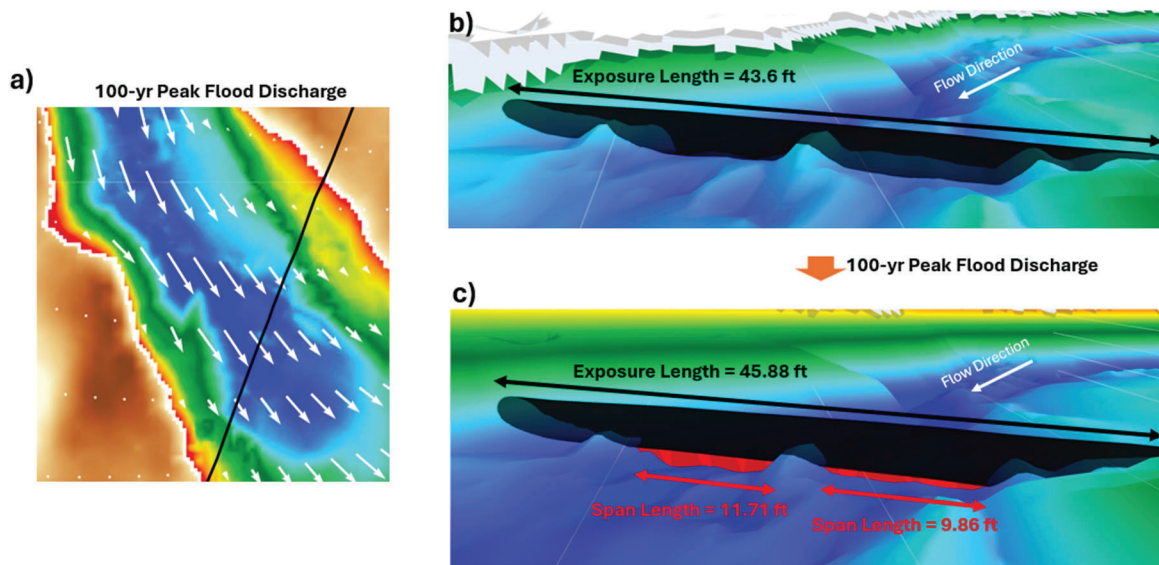 a)
100-yr Peak Flood Discharge
b)
Exposure Length = 43.6 ft
Flow Direction
100-yr Peak Flood Discharge
c)
Exposure Length = 45.88 ft
Flow Direction
Span Length = 11.71 ft
Span Length = 9.86 ft